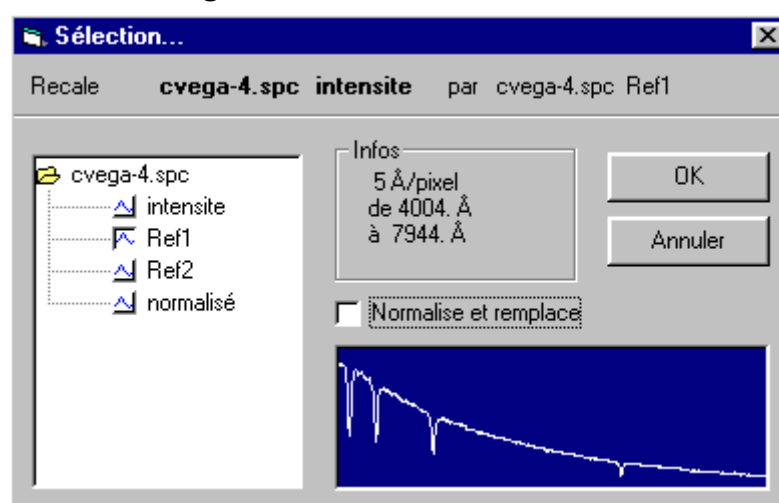 Sélection...
Recale cvega-4.spc intensite par cvega-4.spc Ref1
cvega-4.spc
intensite
Ref1
Ref2
normalisé
Infos
5 Å/pixel
de 4004. Å
à 7944. Å
OK
Annuler
Normalise et remplace